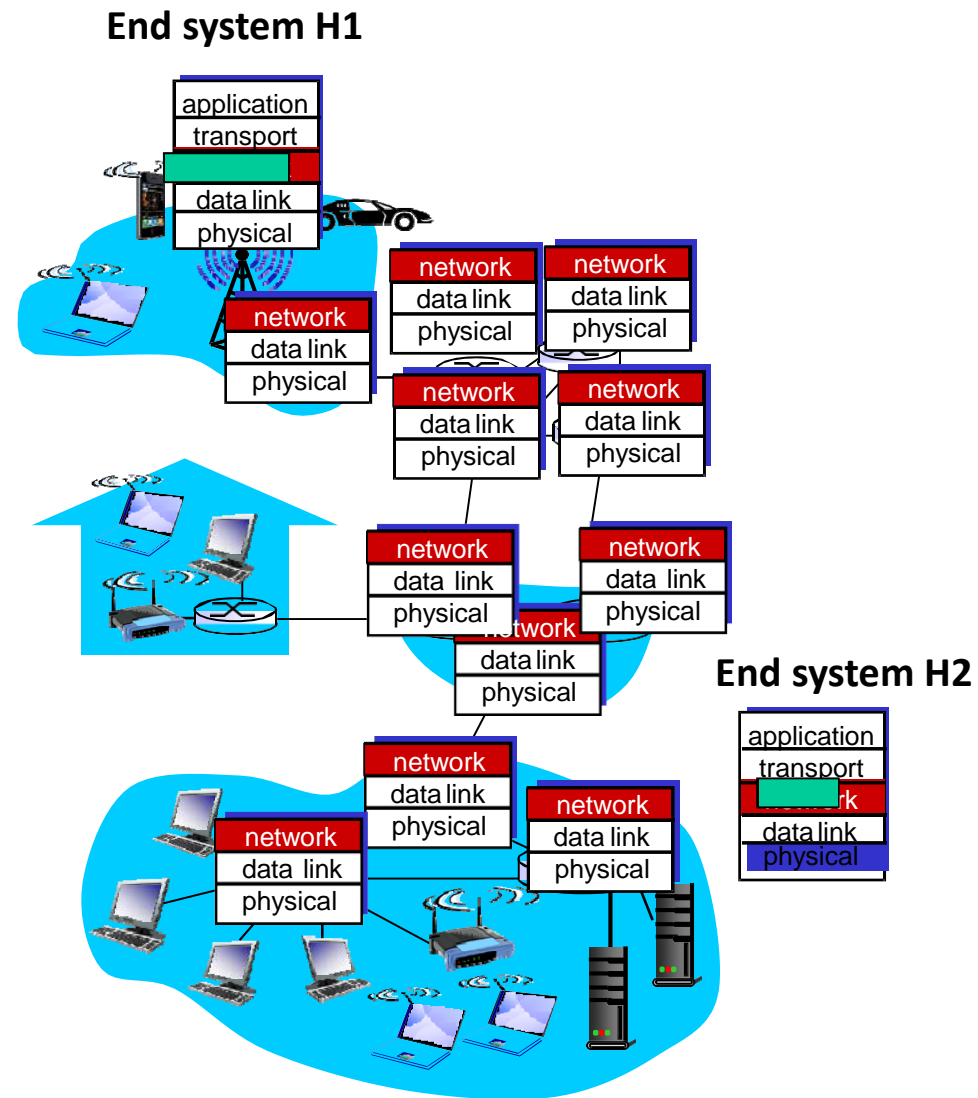 End system H1
application
transport
data link
physical
network
data link
physical
network
data link
physical
network
data link
physical
network
data link
physical
network
data link
physical
network
data link
physical
network
data link
physical
twork
data link
physical
End system H2
application
transport
k
data link
physical
network
data link
physical
network
data link
physical
network
data link
physical